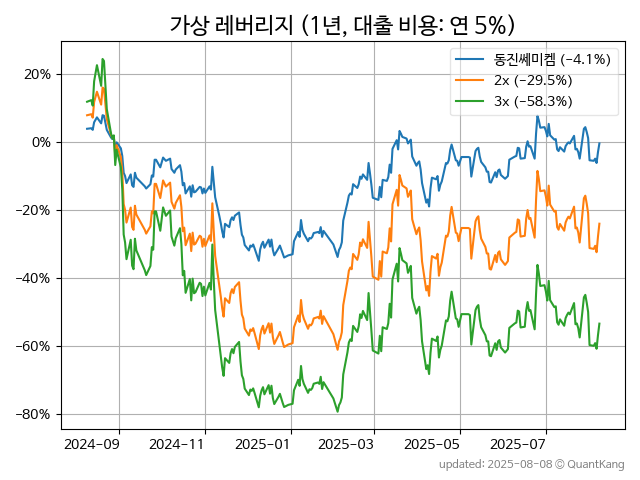 가상 레버리지 (1년, 대출 비용: 연 5%)
동진쎄미켐 (−4.1%)
2x (−29.5%)
3x (−58.3%)
20%
0%
−20%
−40%
−60%
−80%
2024-09
2024-11
2025-01
2025-03
2025-05
2025-07
updated: 2025-08-08 © QuantKang